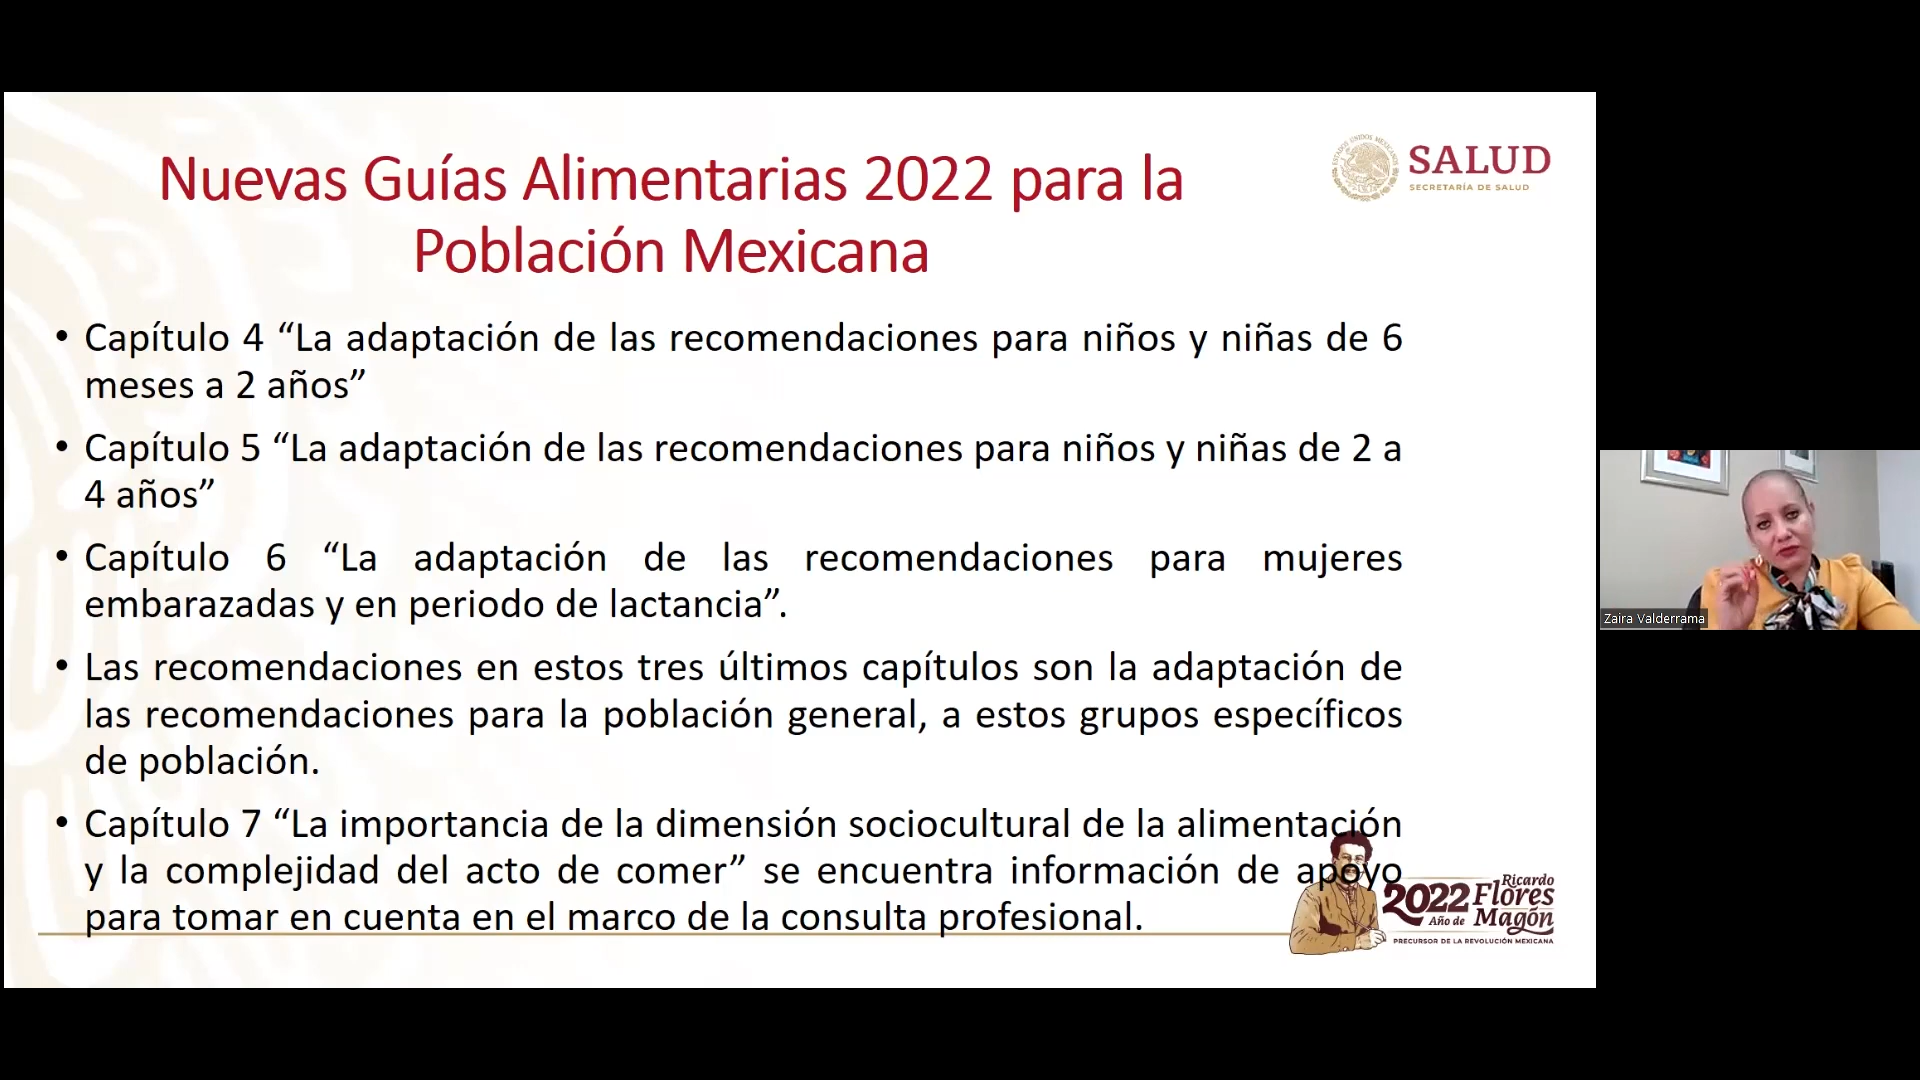 Nuevas Guías Alimentarias 2022 para la
Población Mexicana
ESTADOS UNIDOS MEXICANOS
SALUD
SECRETARÍA DE SALUD
• Capítulo 4 “La adaptación de las recomendaciones para niños y niñas de 6
meses a 2 años”
• Capítulo 5 “La adaptación de las recomendaciones para niños y niñas de 2 a
4 años”
• Capítulo 6 “La adaptación de las recomendaciones para mujeres
embarazadas y en periodo de lactancia”.
• Las recomendaciones en estos tres últimos capítulos son la adaptación de
las recomendaciones para la población general, a estos grupos específicos
de población.
• Capítulo 7 “La importancia de la dimensión sociocultural de la alimentación
y la complejidad del acto de comer” se encuentra información de apoyo
para tomar en cuenta en el marco de la consulta profesional.
2022
Año de
Ricardo
Flores
Magón
PRECURSOR DE LA REVOLUCIÓN MEXICANA
Zaira Valderrama